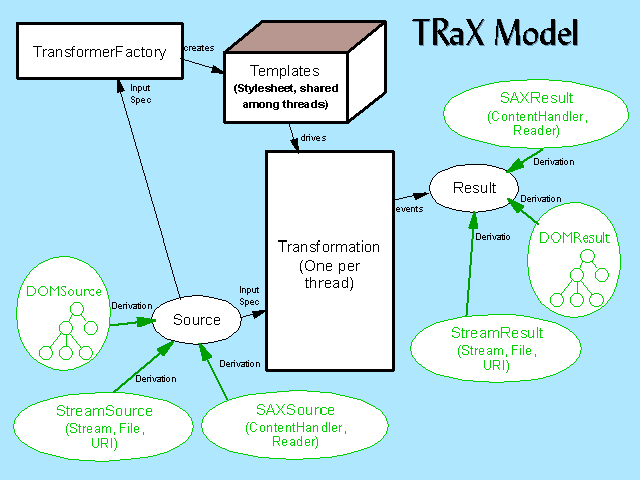 TRaX Model
TransformerFactory
creates
Templates
(Stylesheet, shared
among threads)
Input
Spec
drives
SAXResult
(ContentHandler,
Reader)
Derivation
Result
events
Derivation
Derivatio
DOMResult
Transformation
(One per
thread)
DOMSource
Derivation
Source
Input
Spec
StreamResult
(Stream, File,
URI)
Derivation
Derivation
StreamSource
(Stream, File,
URI)
SAXSource
(ContentHandler,
Reader)